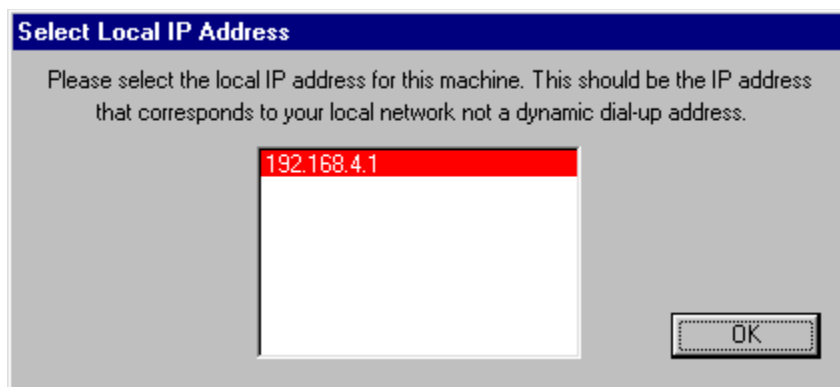 Select Local IP Address
Please select the local IP address for this machine. This should be the IP address
that corresponds to your local network not a dynamic dial-up address.
192.168.4.1
OK